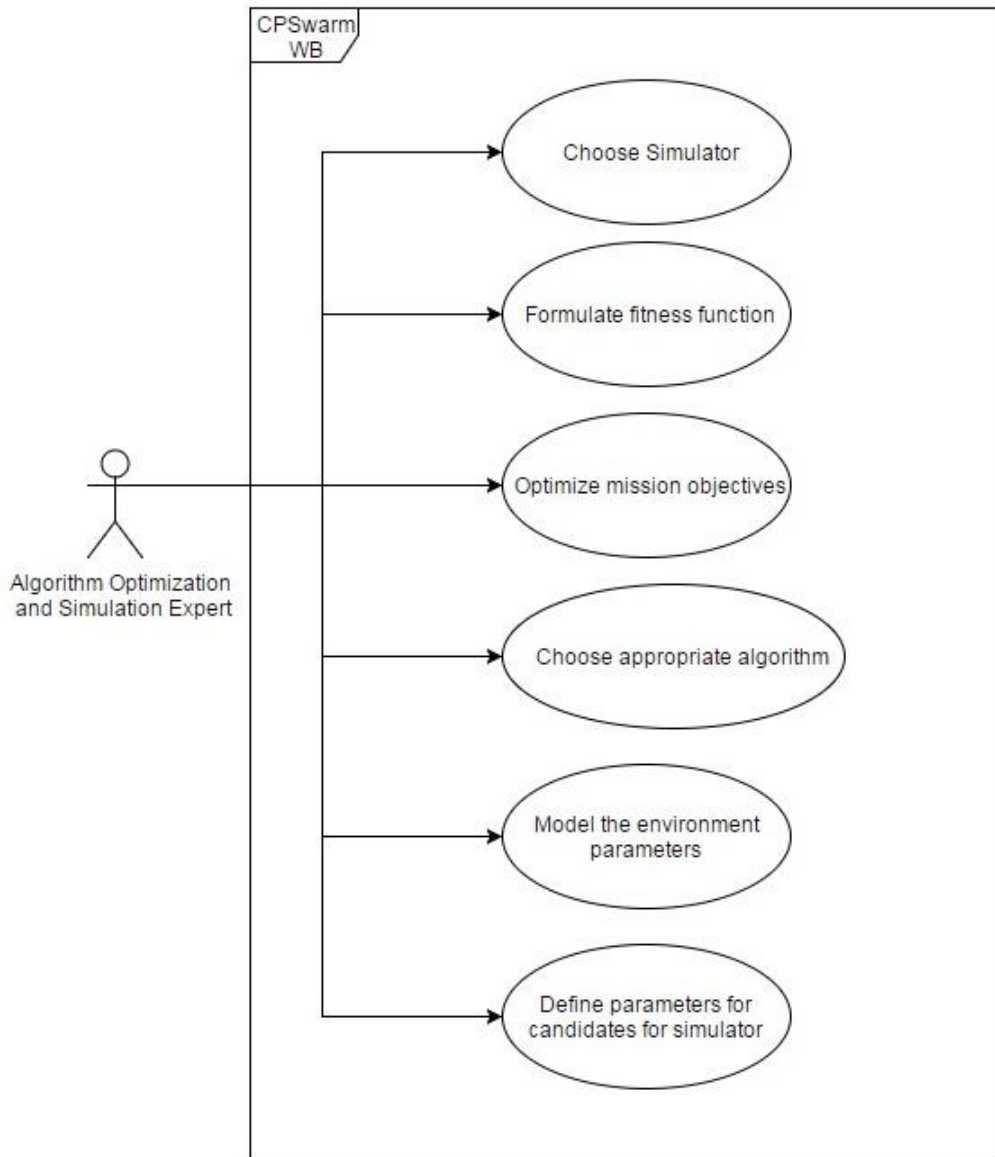 CPSwarm
WB
Choose Simulator
Formulate fitness function
Optimize mission objectives
Algorithm Optimization
and Simulation Expert
Choose appropriate algorithm
Model the environment
parameters
Define parameters for
candidates for simulator